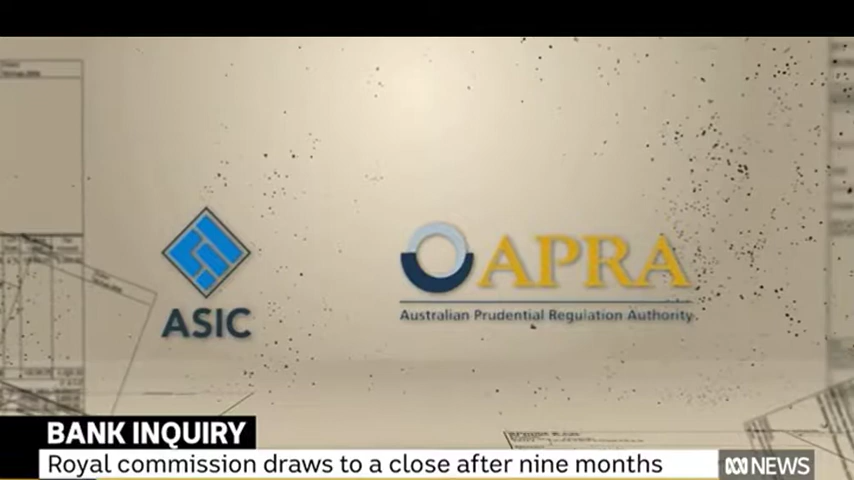 ASIC
APRA
Australian Prudential Regulation Authority
BANK INQUIRY
Royal commission draws to a close after nine months
NEWS